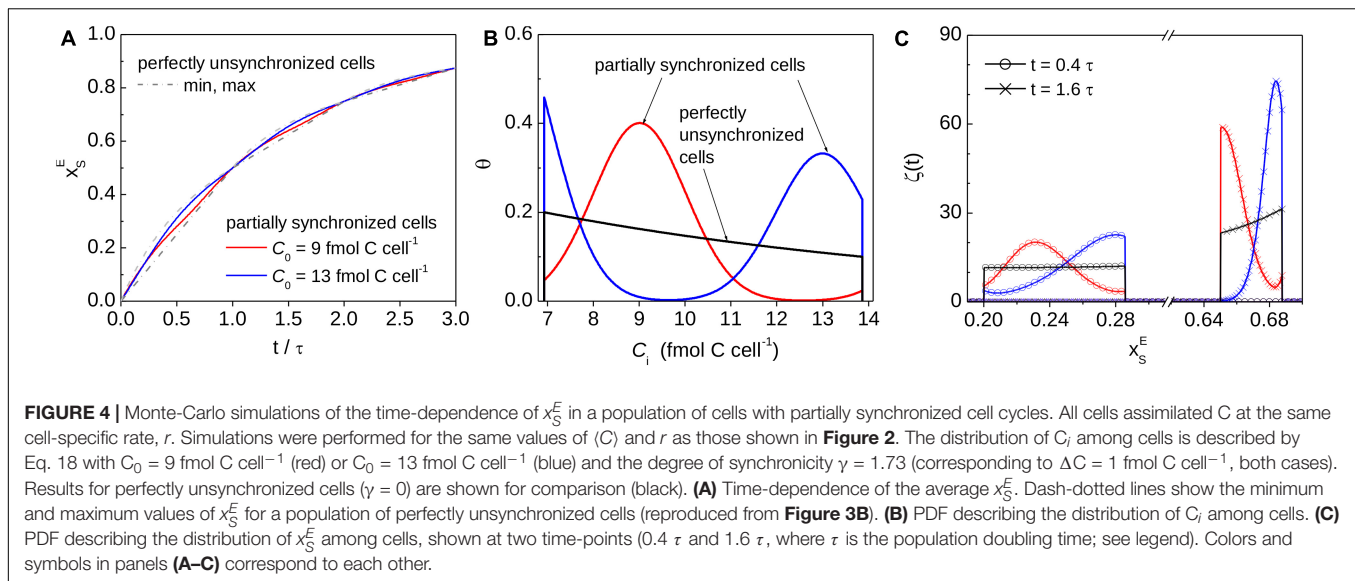 A
1.0
0.8
0.6
0.4
0.2
0.0
x_S^E
perfectly unsynchronized cells
min, max
partially synchronized cells
C_0 = 9 fmol C cell^-1
C_0 = 13 fmol C cell^-1
0.0 0.5 1.0 1.5 2.0 2.5 3.0
t / τ
B
0.6
0.4
0.2
0.0
θ
partially synchronized cells
perfectly
unsynchronized
cells
7 8 9 10 11 12 13 14
C_i (fmol C cell^-1)
C
90
60
30
0
ζ(t)
t = 0.4 τ
t = 1.6 τ
0.20 0.24 0.28 0.64 0.68
x_S^E
FIGURE 4 | Monte-Carlo simulations of the time-dependence of x_S^E in a population of cells with partially synchronized cell cycles. All cells assimilated C at the same
cell-specific rate, r. Simulations were performed for the same values of ⟨C⟩ and r as those shown in Figure 2. The distribution of C_i among cells is described by
Eq. 18 with C_0 = 9 fmol C cell^−1 (red) or C_0 = 13 fmol C cell^−1 (blue) and the degree of synchronicity γ = 1.73 (corresponding to ΔC = 1 fmol C cell^−1, both cases).
Results for perfectly unsynchronized cells (γ = 0) are shown for comparison (black). (A) Time-dependence of the average x_S^E. Dash-dotted lines show the minimum
and maximum values of x_S^E for a population of perfectly unsynchronized cells (reproduced from Figure 3B). (B) PDF describing the distribution of C_i among cells. (C)
PDF describing the distribution of x_S^E among cells, shown at two time-points (0.4 τ and 1.6 τ, where τ is the population doubling time; see legend). Colors and
symbols in panels (A–C) correspond to each other.